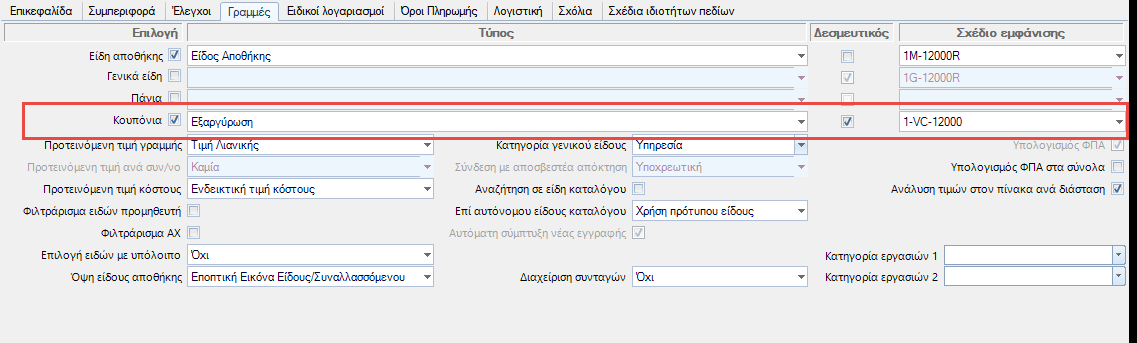 Επικεφαλίδα Συμπεριφορά Έλεγχοι Γραμμές Ειδικοί λογαριασμοί Όροι Πληρωμής Λογιστική Σχόλια Σχέδια ιδιοτήτων πεδίων
Επιλογή Τύπος Δεσμευτικός Σχέδιο εμφάνισης
Είδη αποθήκης Είδος Αποθήκης 1M-12000R
Γενικά είδη 1G-12000R
Πάγια
Κουπόνια Εξαργύρωση 1-VC-12000
Προτεινόμενη τιμή γραμμής Τιμή Λιανικής Κατηγορία γενικού είδους Υπηρεσία Υπολογισμός ΦΠΑ
Προτεινόμενη τιμή ανά συν/νο Καμία Σύνδεση με αποσβεστέα απόκτηση Υποχρεωτική Υπολογισμός ΦΠΑ στα σύνολα
Προτεινόμενη τιμή κόστους Ενδεικτική τιμή κόστους Αναζήτηση σε είδη καταλόγου Ανάλυση τιμών στον πίνακα ανά διάσταση
Φιλτράρισμα ειδών προμηθευτή Επί αυτόνομου είδους καταλόγου Χρήση πρότυπου είδους
Φιλτράρισμα ΑΧ Αυτόματη σύμπτυξη νέας εγγραφής
Επιλογή ειδών με υπόλοιπο Όχι Κατηγορία εργασιών 1
Όψη είδους αποθήκης Εποπτική Εικόνα Είδους/Συναλλασσόμενου Διαχείριση συνταγών Όχι Κατηγορία εργασιών 2